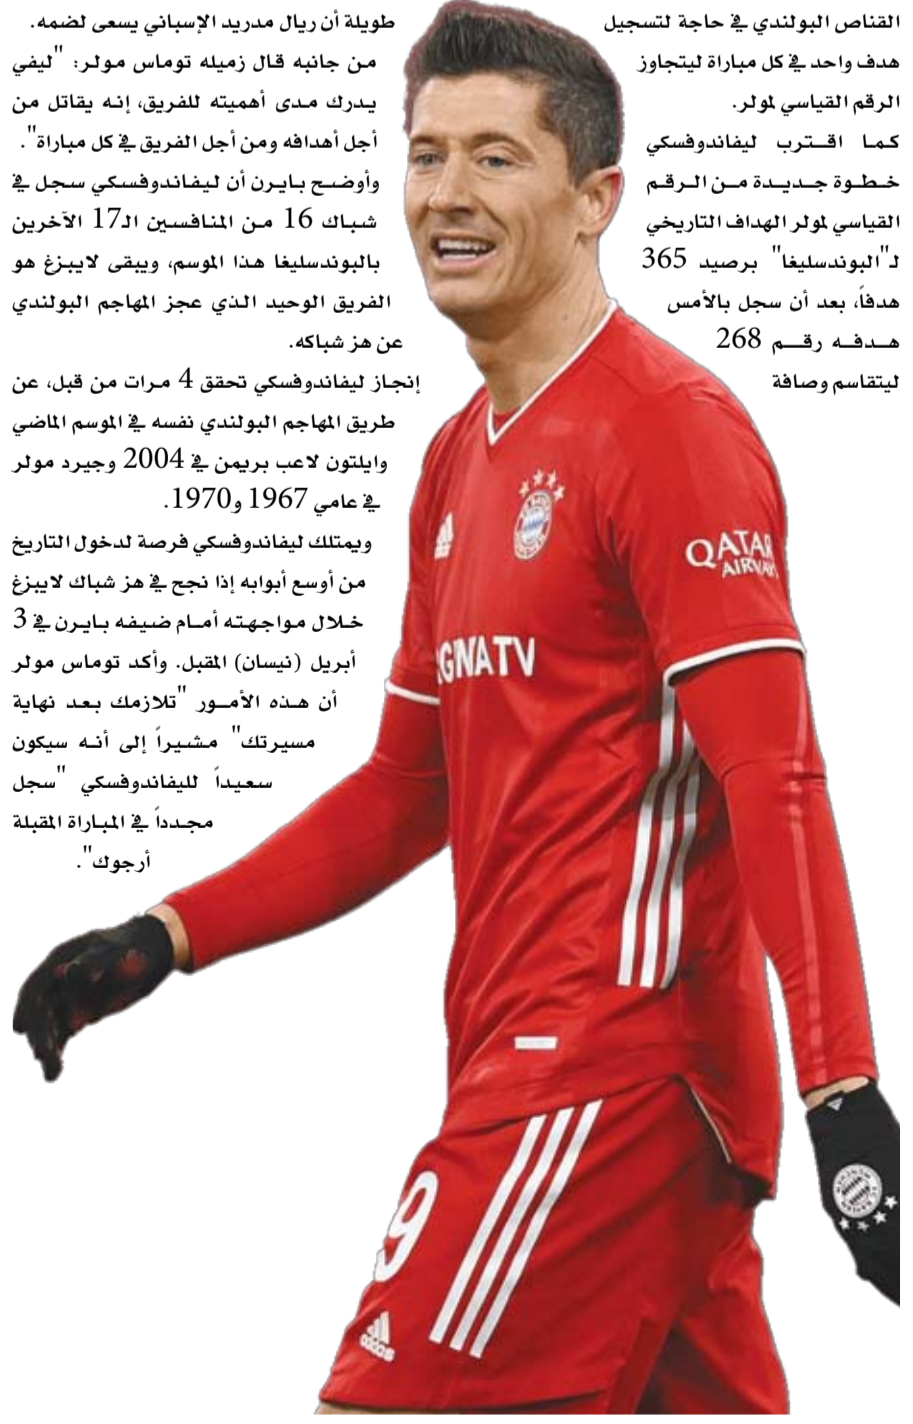 القناص البولندي في حاجة لتسجيل
هدف واحد في كل مباراة ليتجاوز
الرقم القياسي لمولر.
كما اقترب ليفاندوفسكي
خطوة جديدة من الرقم
القياسي لمولر الهداف التاريخي
لـ"البوندسليغا" برصيد 365
هدفاً، بعد أن سجل بالأمس
هدفه رقم 268
ليتقاسم وصافة
طويلة أن ريال مدريد الإسباني يسعى لضمه.
من جانبه قال زميله توماس مولر: "ليفي
يدرك مدى أهميته للفريق، إنه يقاتل من
أجل أهدافه ومن أجل الفريق في كل مباراة".
وأوضح بايرن أن ليفاندوفسكي سجل في
شباك 16 من المنافسين الـ17 الآخرين
بالبوندسليغا هذا الموسم، ويبقى لايبزغ هو
الفريق الوحيد الذي عجز المهاجم البولندي
عن هز شباكه.
إنجاز ليفاندوفسكي تحقق 4 مرات من قبل، عن
طريق المهاجم البولندي نفسه في الموسم الماضي
وايلتون لاعب بريمن في 2004 وجيرد مولر
في عامي 1967 و1970.
ويمتلك ليفاندوفسكي فرصة لدخول التاريخ
من أوسع أبوابه إذا نجح في هز شباك لايبزغ
خلال مواجهته أمام ضيفه بايرن في 3
أبريل (نيسان) المقبل. وأكد توماس مولر
أن هذه الأمور "تلازمك بعد نهاية
مسيرتك" مشيراً إلى أنه سيكون
سعيداً لليفاندوفسكي "سجل
مجدداً في المباراة المقبلة
أرجوك".
QATAR
AIRWAYS
GMATV
9
adidas